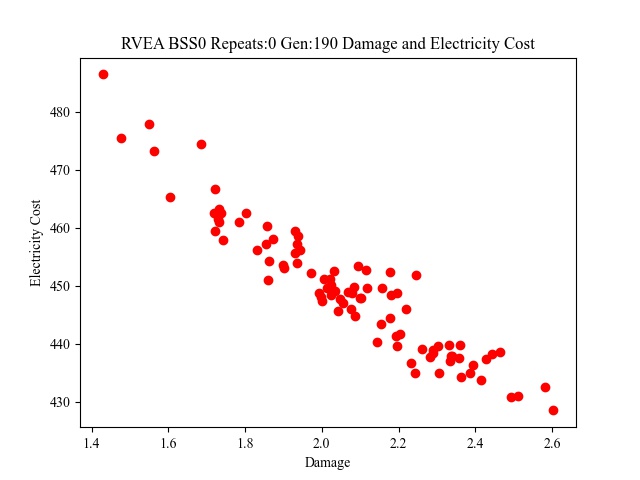 RVEA BSS0 Repeats:0 Gen:190 Damage and Electricity Cost
480
470
460
450
440
430
Electricity Cost
1.4 1.6 1.8 2.0 2.2 2.4 2.6
Damage